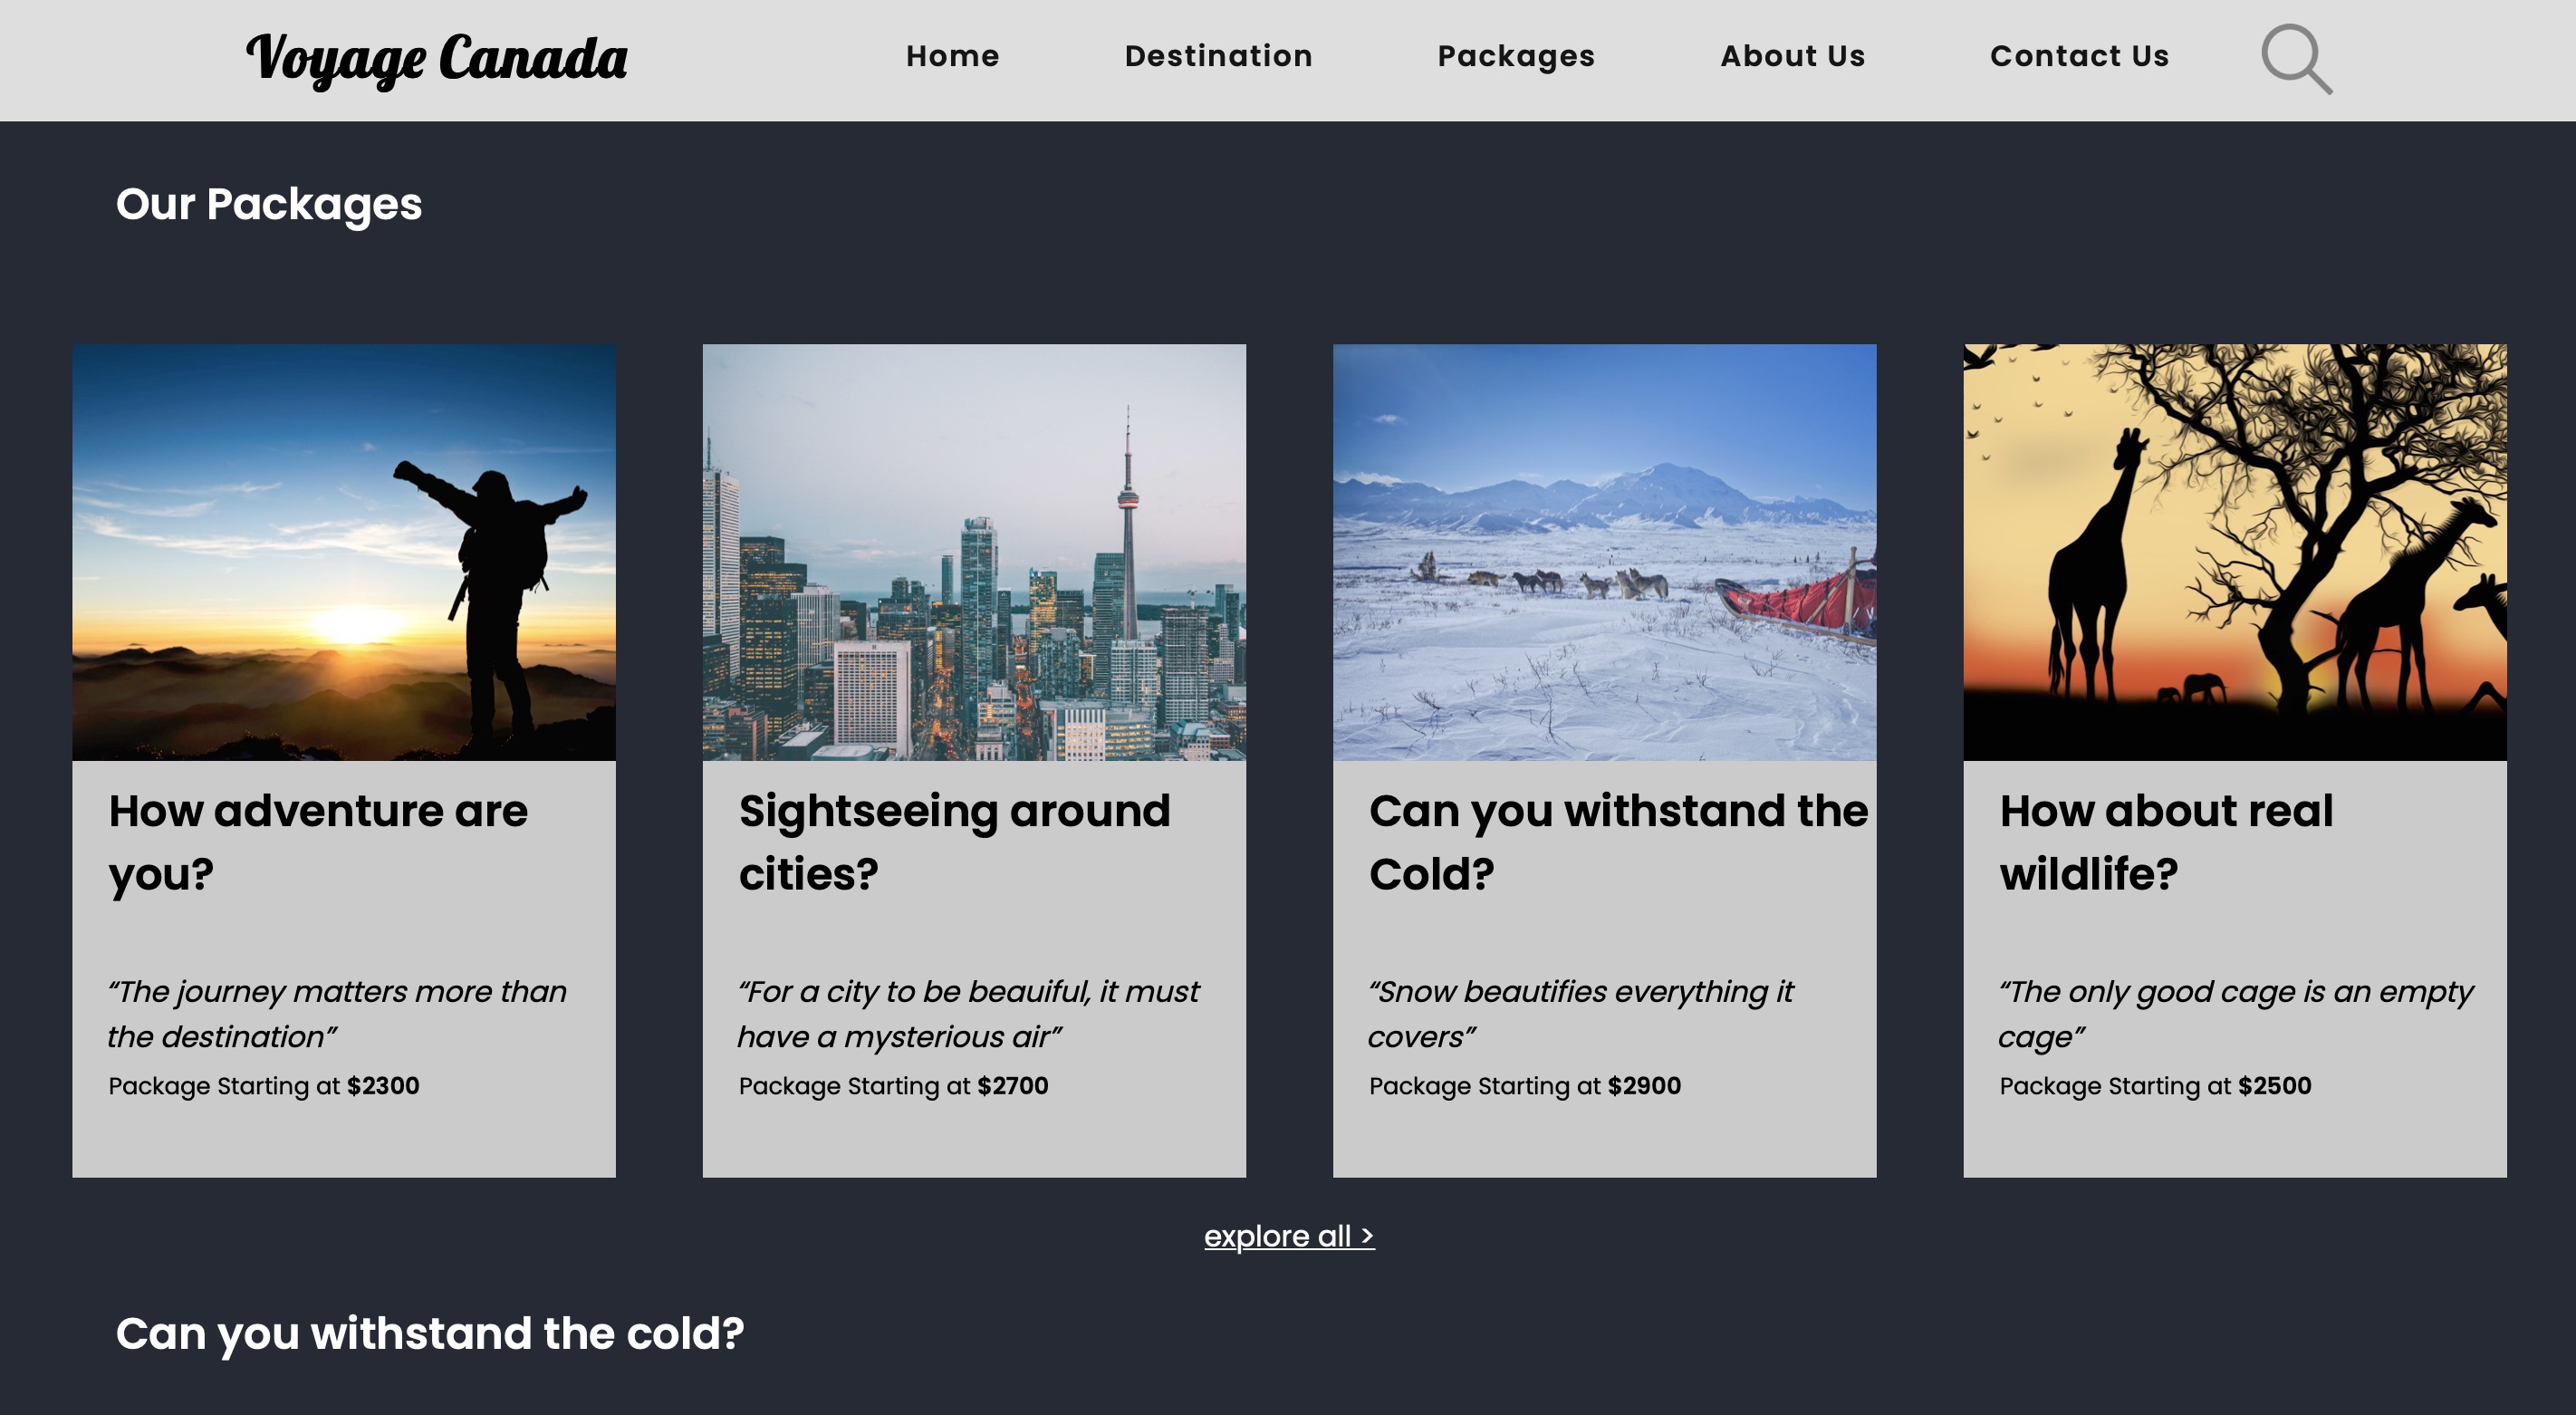 Voyage Canada
Home
Destination
Packages
About Us
Contact Us
Our Packages
How adventure are
you?
“The journey matters more than
the destination”
Package Starting at $2300
Sightseeing around
cities?
“For a city to be beauiful, it must
have a mysterious air”
Package Starting at $2700
Can you withstand the
Cold?
“Snow beautifies everything it
covers”
Package Starting at $2900
How about real
wildlife?
“The only good cage is an empty
cage”
Package Starting at $2500
explore all >
Can you withstand the cold?